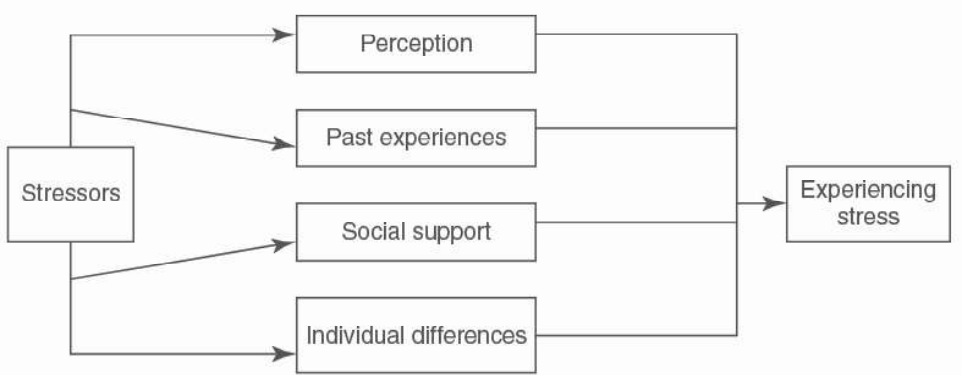 Perception
Past experiences
Stressors
Social support
Individual differences
Experiencing
stress